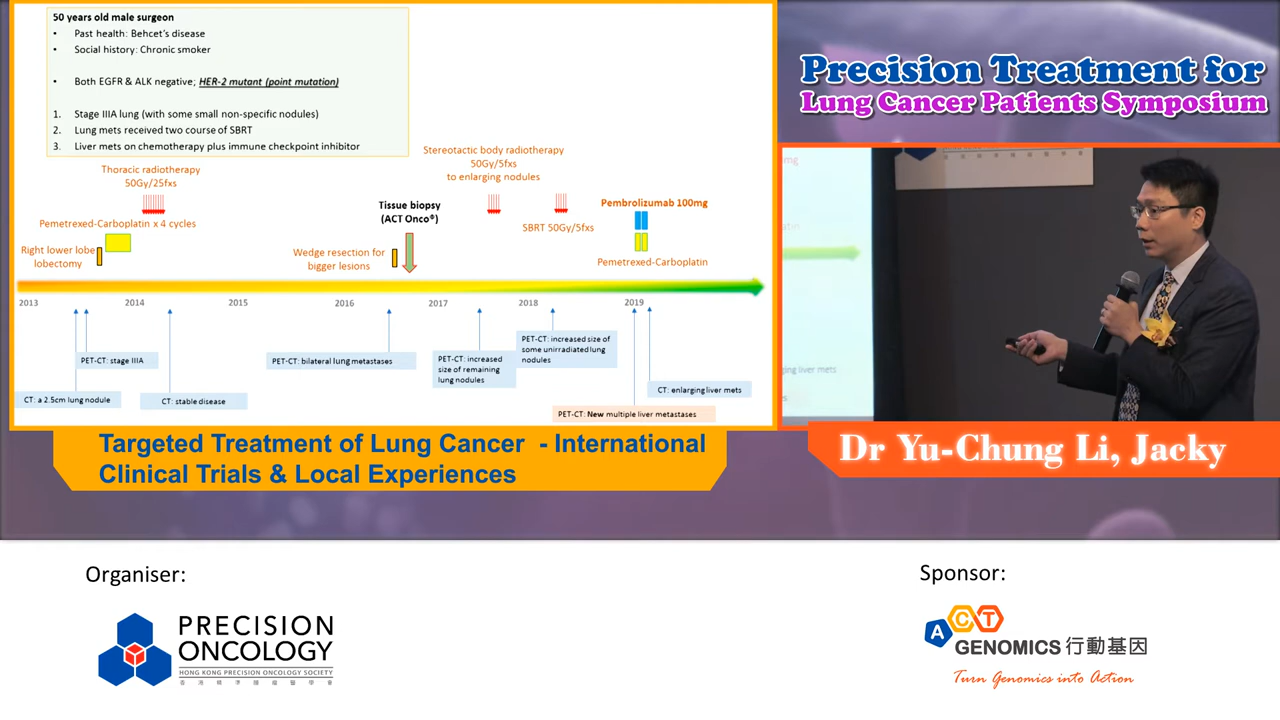 50 years old male surgeon
• Past health: Behcet's disease
• Social history: Chronic smoker
• Both EGFR & ALK negative; HER-2 mutant (point mutation)
1. Stage IIIA lung (with some small non-specific nodules)
2. Lung mets received two course of SBRT
3. Liver mets on chemotherapy plus immune checkpoint inhibitor
Thoracic radiotherapy
50Gy/25fxs
Pemetrexed-Carboplatin x 4 cycles
Right lower lobe
lobectomy
Wedge resection for
bigger lesions
Tissue biopsy
(ACT Onco®)
Stereotactic body radiotherapy
50Gy/5fxs
to enlarging nodules
SBRT 50Gy/5fxs
Pembrolizumab 100mg
Pemetrexed-Carboplatin
2013 2014 2015 2016 2017 2018 2019
CT: a 2.5cm lung nodule
PET-CT: stage IIIA
CT: stable disease
PET-CT: bilateral lung metastases
PET-CT: increased
size of remaining
lung nodules
PET-CT: increased size of
some unirradiated lung
nodules
PET-CT: New multiple liver metastases
CT: enlarging liver mets
Precision Treatment for
Lung Cancer Patients Symposium
mg
atin
ging liver mets
Targeted Treatment of Lung Cancer - International
Clinical Trials & Local Experiences
Dr Yu-Chung Li, Jacky
Organiser:
PRECISION
ONCOLOGY
HONG KONG PRECISION ONCOLOGY SOCIETY
Sponsor:
ACT
GENOMICS 行動基因
Turn Genomics into Action